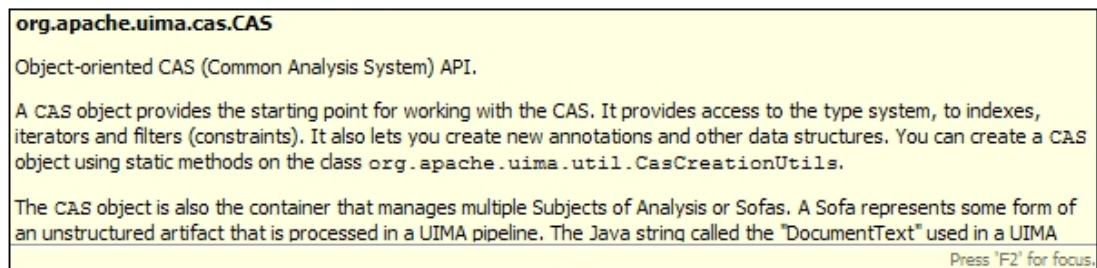 org.apache.uima.cas.CAS
Object-oriented CAS (Common Analysis System) API.
A CAS object provides the starting point for working with the CAS. It provides access to the type system, to indexes,
iterators and filters (constraints). It also lets you create new annotations and other data structures. You can create a CAS
object using static methods on the class org.apache.uima.util.CasCreationUtils.
The CAS object is also the container that manages multiple Subjects of Analysis or Sofas. A Sofa represents some form of
an unstructured artifact that is processed in a UIMA pipeline. The Java string called the "DocumentText" used in a UIMA
Press 'F2' for focus.